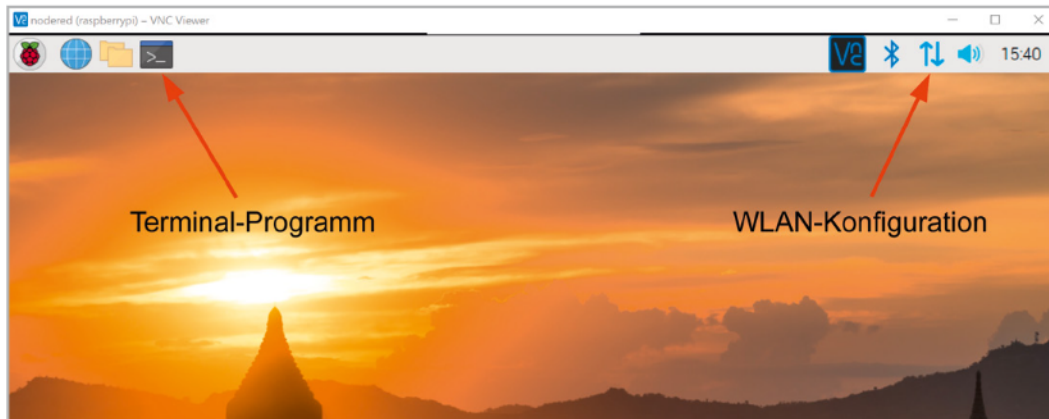 nodered (raspberrypi) – VNC Viewer
>_
15:40
Terminal-Programm
WLAN-Konfiguration